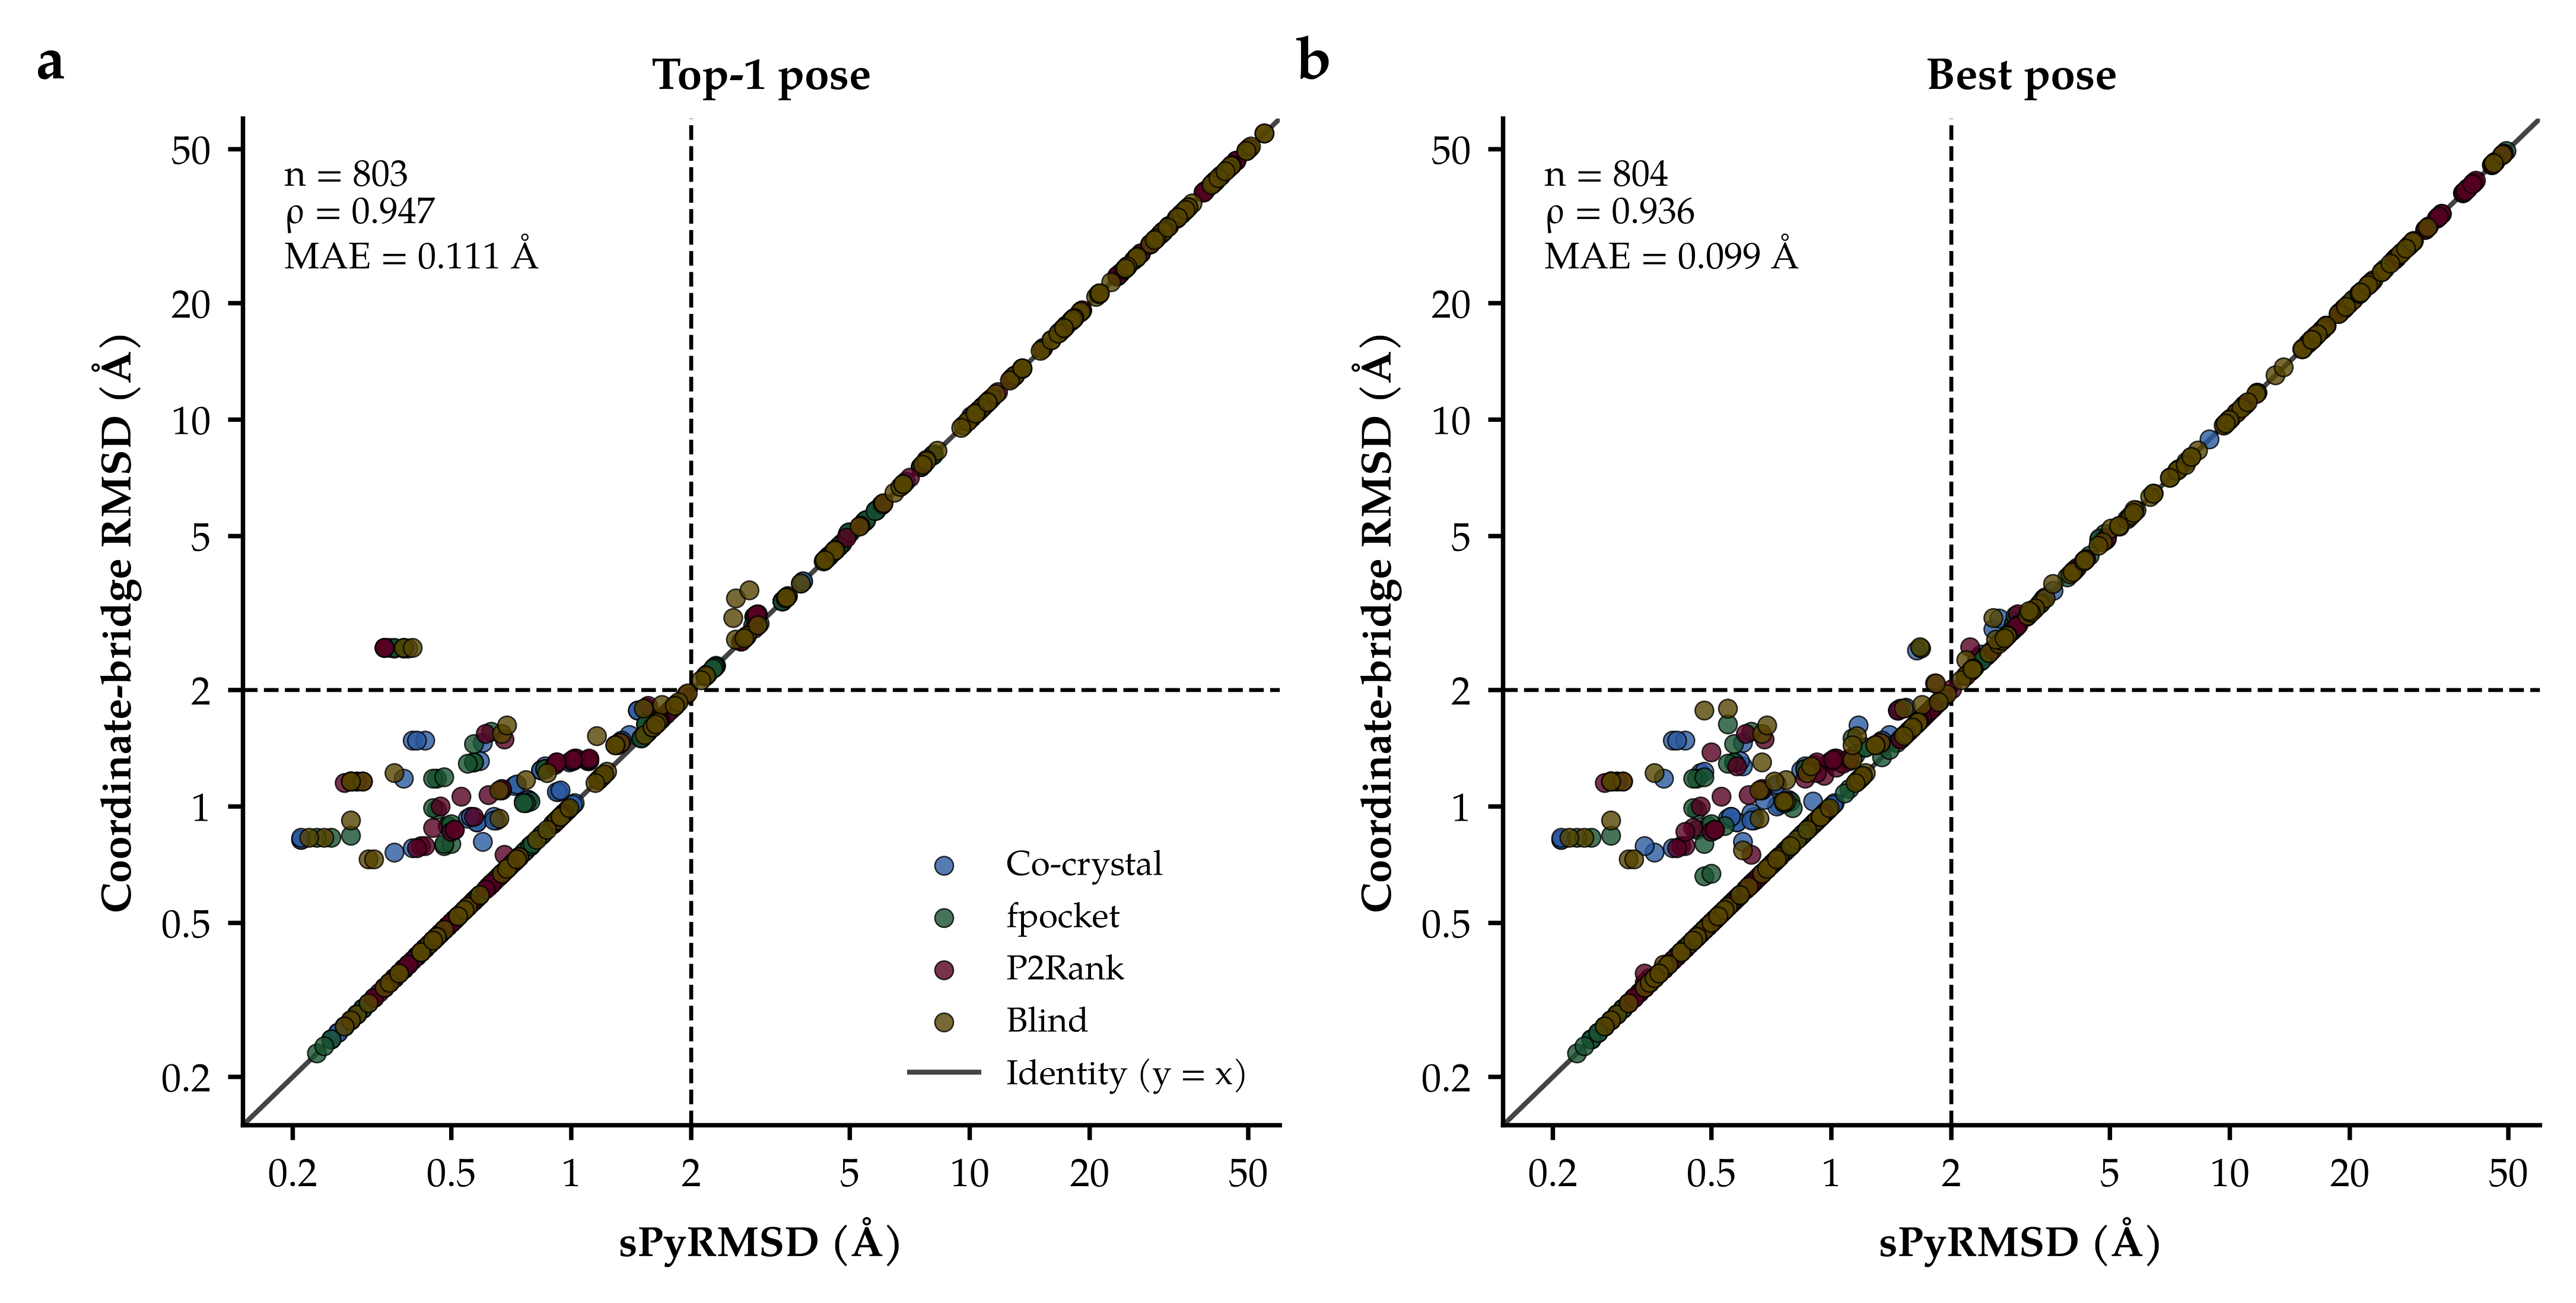 a
Top-1 pose
n = 803
ρ = 0.947
MAE = 0.111 Å
Coordinate-bridge RMSD (Å)
50
20
10
5
2
1
0.5
0.2
Co-crystal
fpocket
P2Rank
Blind
Identity (y = x)
0.2 0.5 1 2 5 10 20 50
sPyRMSD (Å)
b
Best pose
n = 804
ρ = 0.936
MAE = 0.099 Å
Coordinate-bridge RMSD (Å)
50
20
10
5
2
1
0.5
0.2
0.2 0.5 1 2 5 10 20 50
sPyRMSD (Å)